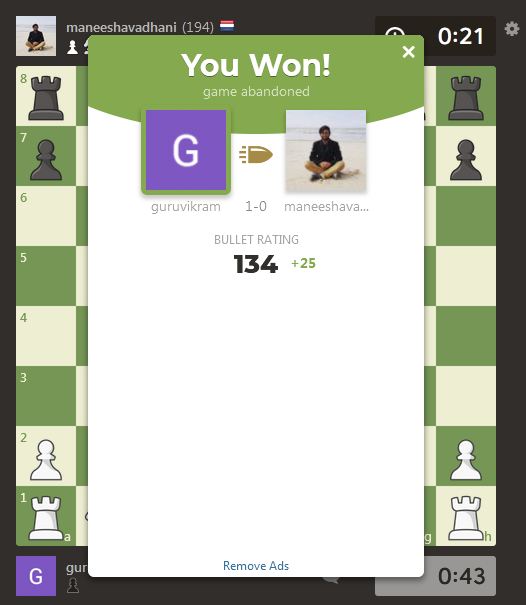 maneeshavadhani (194)
0:21
You Won!
game abandoned
G
guruvikram
1-0
maneeshava...
BULLET RATING
134 +25
Remove Ads
8
7
6
5
4
3
2
1
a
g
h
G
gur
0:43